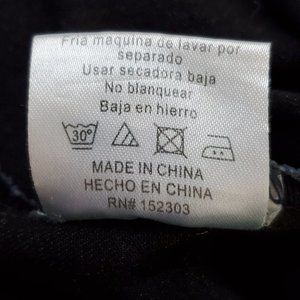 Fria maquina de lavar por
separado
Usar secadora baja
No blanquear
Baja en hierro
30°
MADE IN CHINA
HECHO EN CHINA
RN# 152303